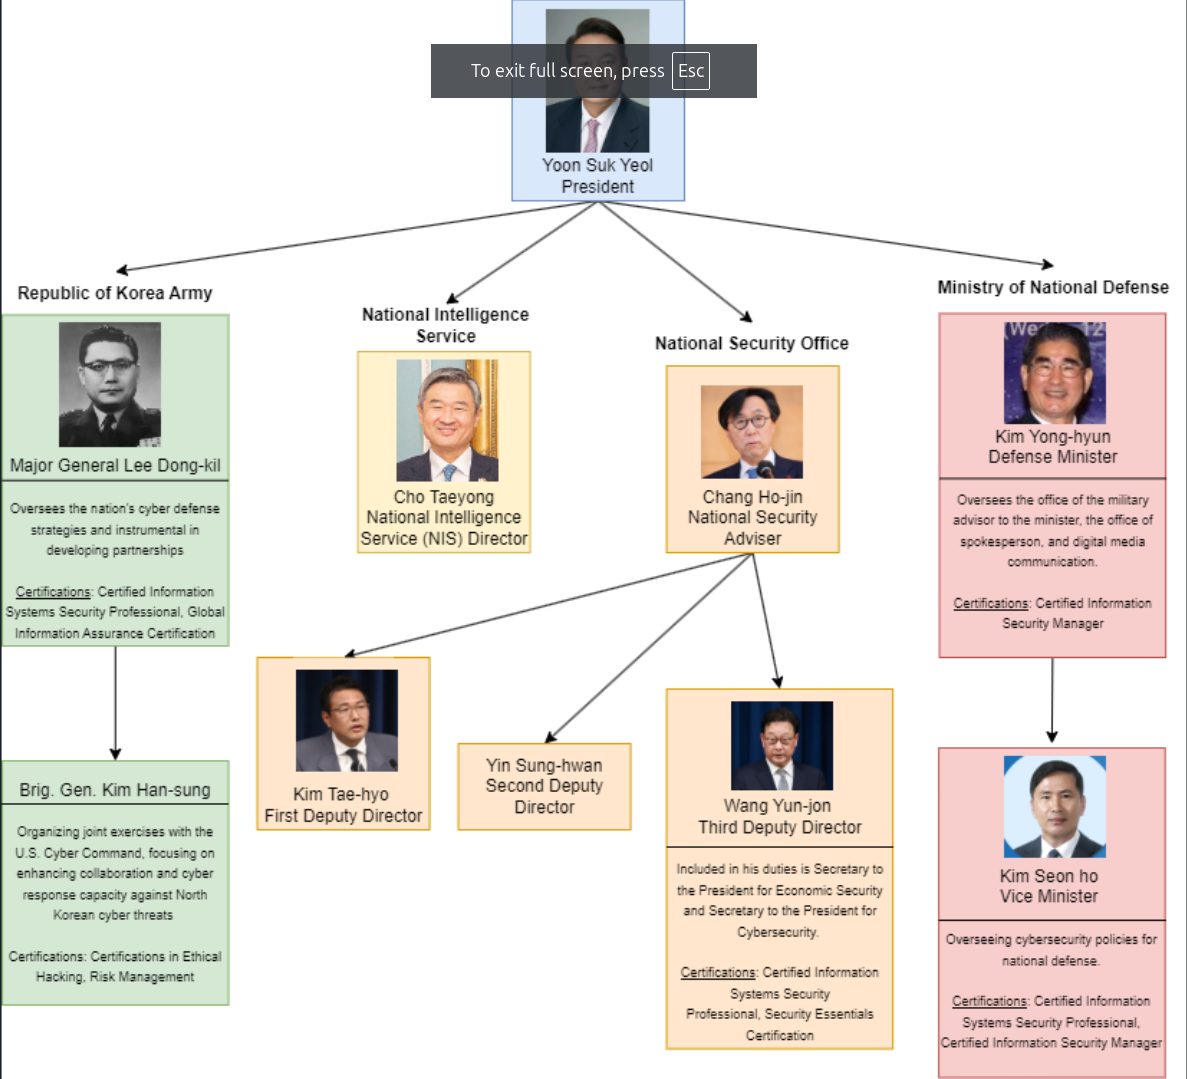 To exit full screen, press Esc
Yoon Suk Yeol
President
Republic of Korea Army
Major General Lee Dong-kil
Oversees the nation's cyber defense
strategies and instrumental in
developing partnerships
Certifications: Certified Information
Systems Security Professional, Global
Information Assurance Certification
Brig. Gen. Kim Han-sung
Organizing joint exercises with the
U.S. Cyber Command, focusing on
enhancing collaboration and cyber
response capacity against North
Korean cyber threats
Certifications: Certifications in Ethical
Hacking, Risk Management
National Intelligence
Service
Cho Taeyong
National Intelligence
Service (NIS) Director
National Security Office
Chang Ho-jin
National Security
Adviser
Kim Tae-hyo
First Deputy Director
Yin Sung-hwan
Second Deputy
Director
Wang Yun-jon
Third Deputy Director
Included in his duties is Secretary to
the President for Economic Security
and Secretary to the President for
Cybersecurity.
Certifications: Certified Information
Systems Security
Professional, Security Essentials
Certification
Ministry of National Defense
12
Kim Yong-hyun
Defense Minister
Oversees the office of the military
advisor to the minister, the office of
spokesperson, and digital media
communication.
Certifications: Certified Information
Security Manager
Kim Seon ho
Vice Minister
Overseeing cybersecurity policies for
national defense.
Certifications: Certified Information
Systems Security Professional,
Certified Information Security Manager